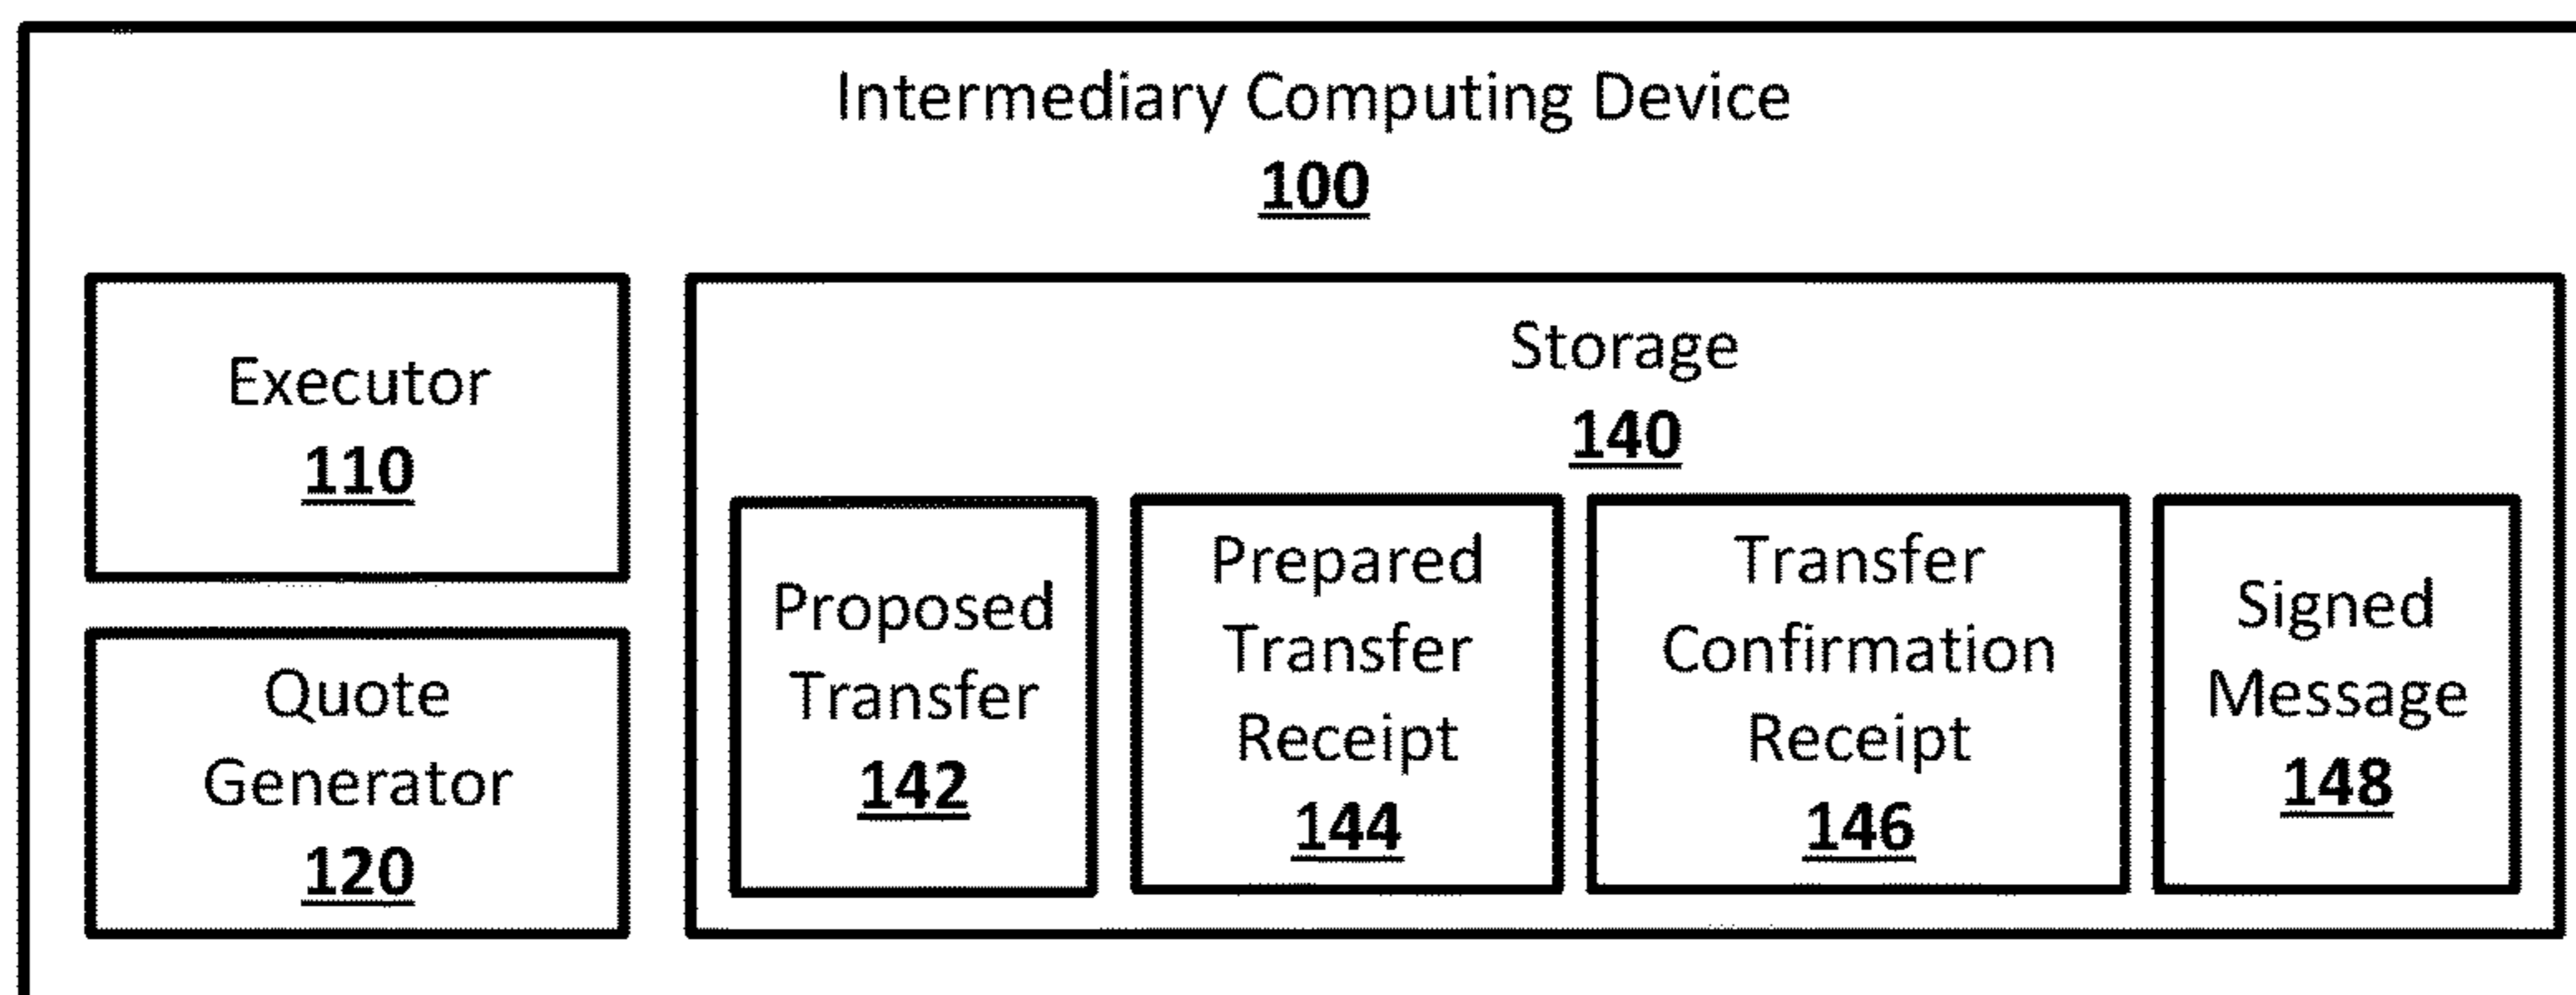 Intermediary Computing Device
100
Executor
110
Quote
Generator
120
Storage
140
Proposed
Transfer
142
Prepared
Transfer
Receipt
144
Transfer
Confirmation
Receipt
146
Signed
Message
148